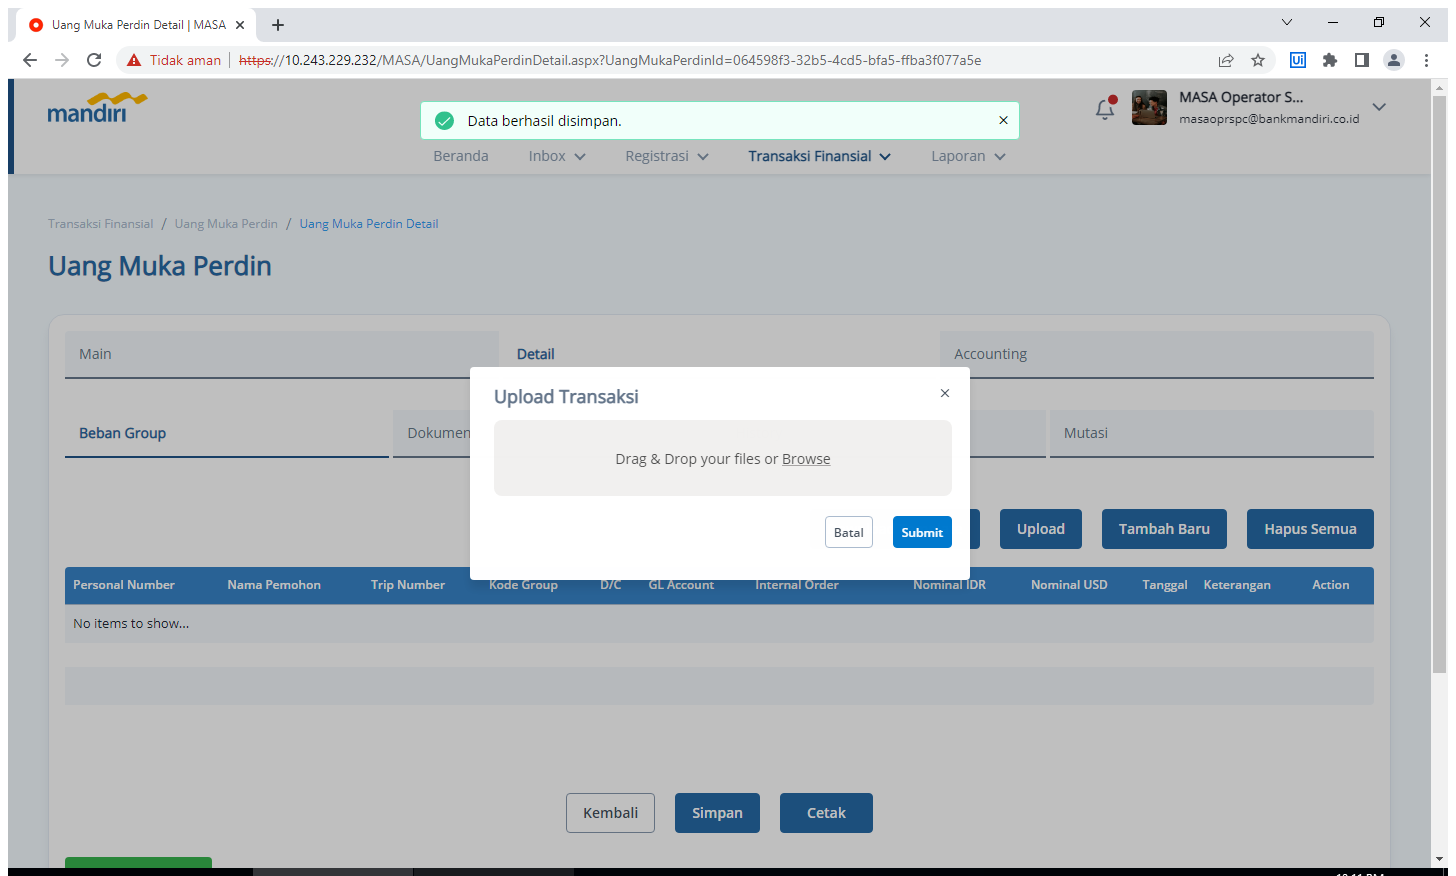 Uang Muka Perdin Detail | MASA
Tidak aman
https://10.243.229.232/MASA/UangMukaPerdinDetail.aspx?UangMukaPerdinId=064598f3-32b5-4cd5-bfa5-ffba3f077a5e
Ui
mandırı
Data berhasil disimpan.
MASA Operator S...
masaoprspc@bankmandiri.co.id
Beranda Inbox Registrasi Transaksi Finansial Laporan
Transaksi Finansial / Uang Muka Perdin / Uang Muka Perdin Detail
Uang Muka Perdin
Main Detail Accounting
Upload Transaksi
Beban Group Dokumen Mutasi
Drag & Drop your files or Browse
Batal Submit
Upload Tambah Baru Hapus Semua
Personal Number Nama Pemohon Trip Number Kode Group D/C GL Account Internal Order Nominal IDR Nominal USD Tanggal Keterangan Action
No items to show...
Kembali Simpan Cetak